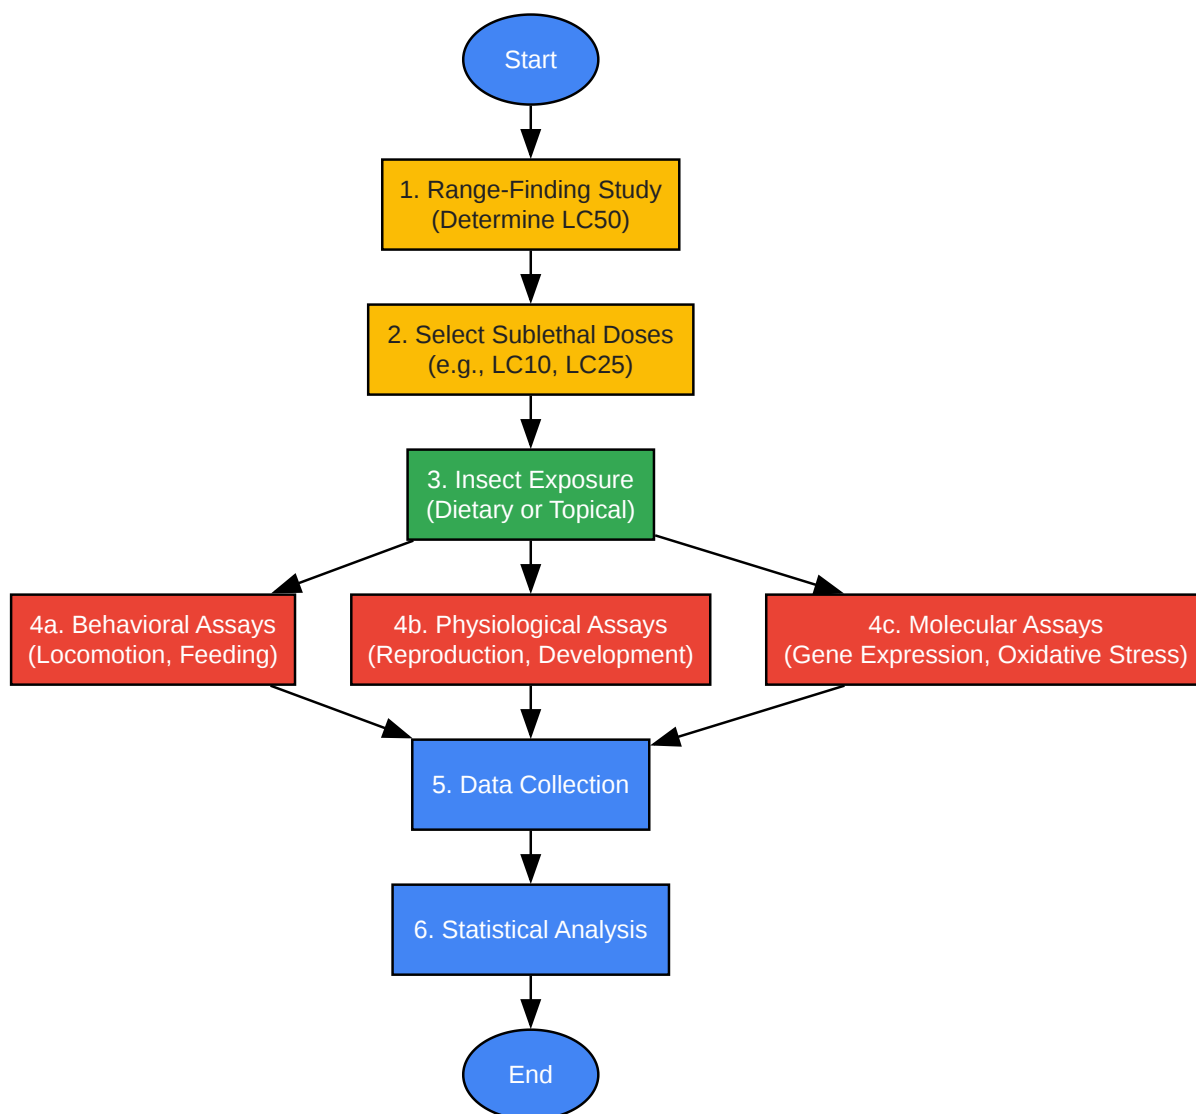 Start
1. Range-Finding Study
(Determine LC50)
2. Select Sublethal Doses
(e.g., LC10, LC25)
3. Insect Exposure
(Dietary or Topical)
4a. Behavioral Assays
(Locomotion, Feeding)
4b. Physiological Assays
(Reproduction, Development)
4c. Molecular Assays
(Gene Expression, Oxidative Stress)
5. Data Collection
6. Statistical Analysis
End